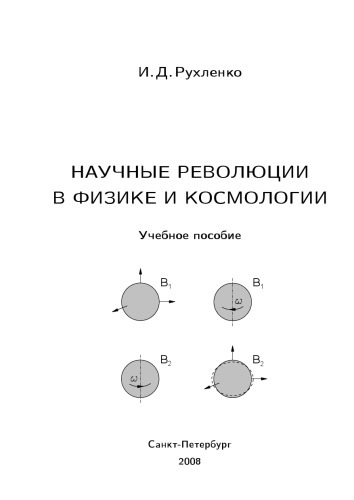 И. Д. Рухленко
НАУЧНЫЕ РЕВОЛЮЦИИ
В ФИЗИКЕ И КОСМОЛОГИИ
Учебное пособие
B₁ B₁
ω
B₂ B₂
ω
Санкт-Петербург
2008